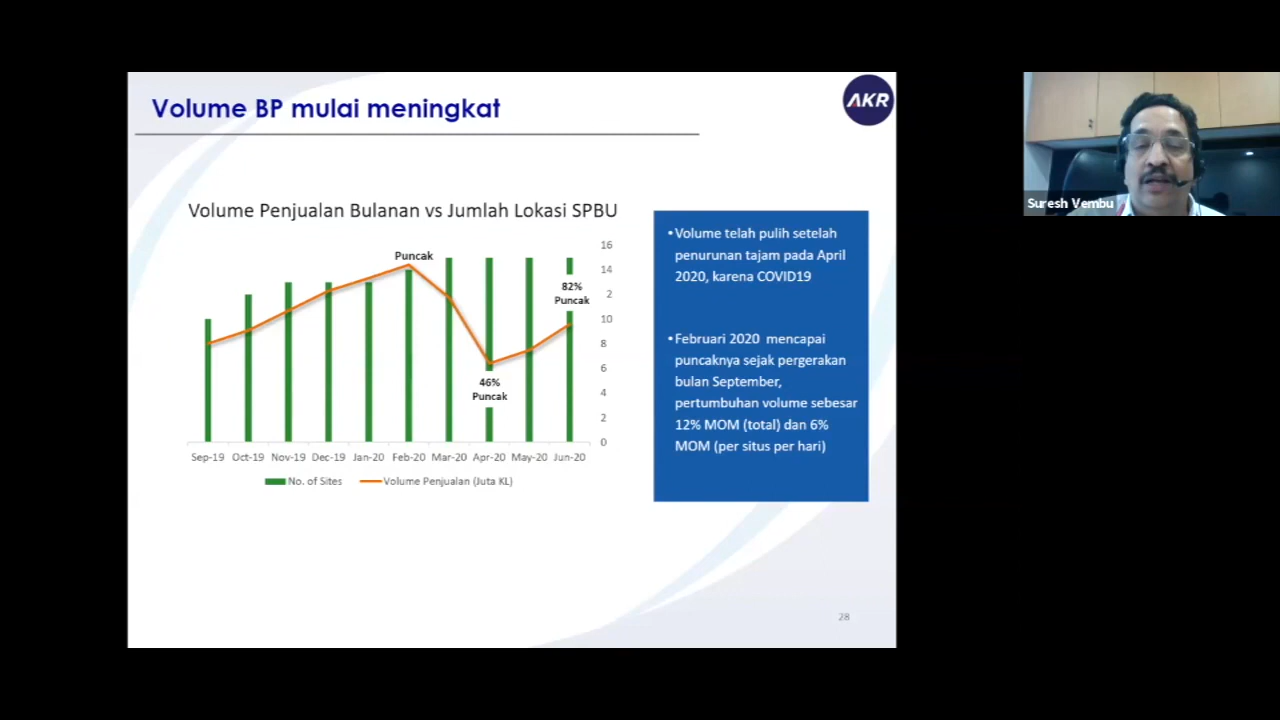 Volume BP mulai meningkat
AKR
Volume Penjualan Bulanan vs Jumlah Lokasi SPBU
Puncak
82%
Puncak
46%
Puncak
16
14
2
10
8
6
4
2
0
Sep-19 Oct-19 Nov-19 Dec-19 Jan-20 Feb-20 Mar-20 Apr-20 May-20 Jun-20
No. of Sites Volume Penjualan (Juta KL)
•Volume telah pulih setelah
penurunan tajam pada April
2020, karena COVID19
•Februari 2020 mencapai
puncaknya sejak pergerakan
bulan September,
pertumbuhan volume sebesar
12% MOM (total) dan 6%
MOM (per situs per hari)
28
Suresh Vembu